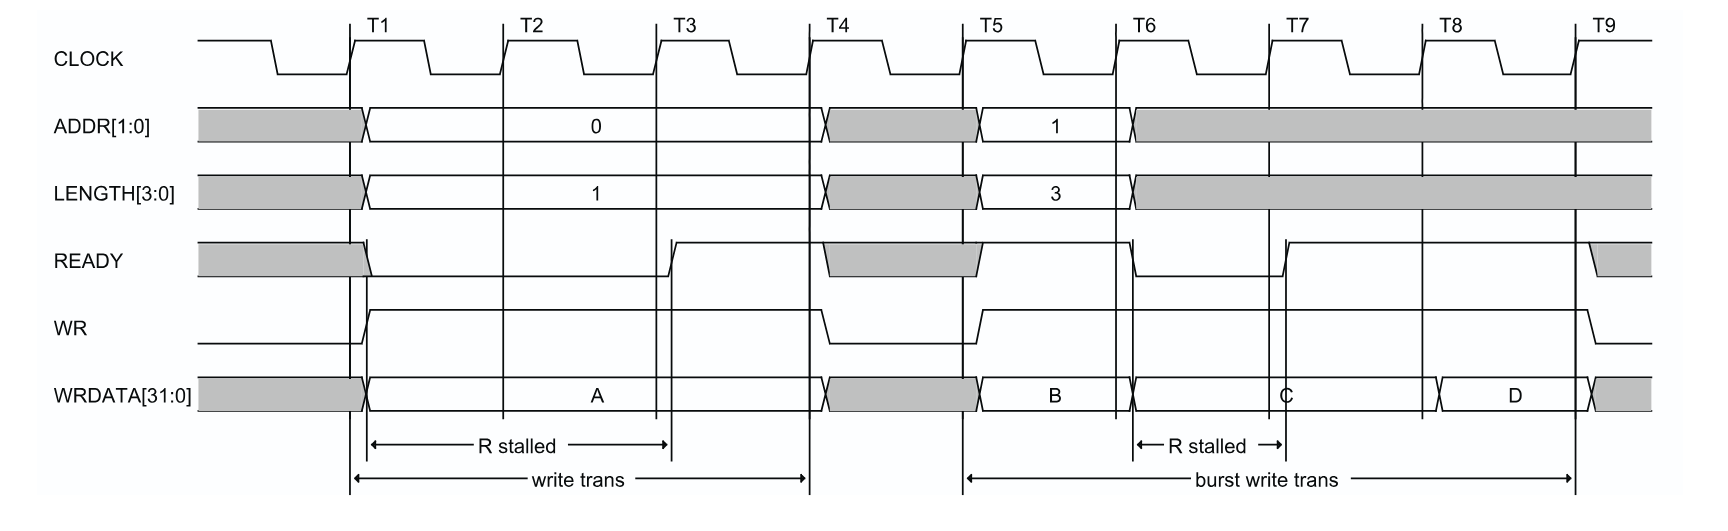 T1 T2 T3 T4 T5 T6 T7 T8 T9
CLOCK
ADDR[1:0] 0 1
LENGTH[3:0] 1 3
READY
WR
WRDATA[31:0] A B C D
R stalled R stalled
write trans burst write trans